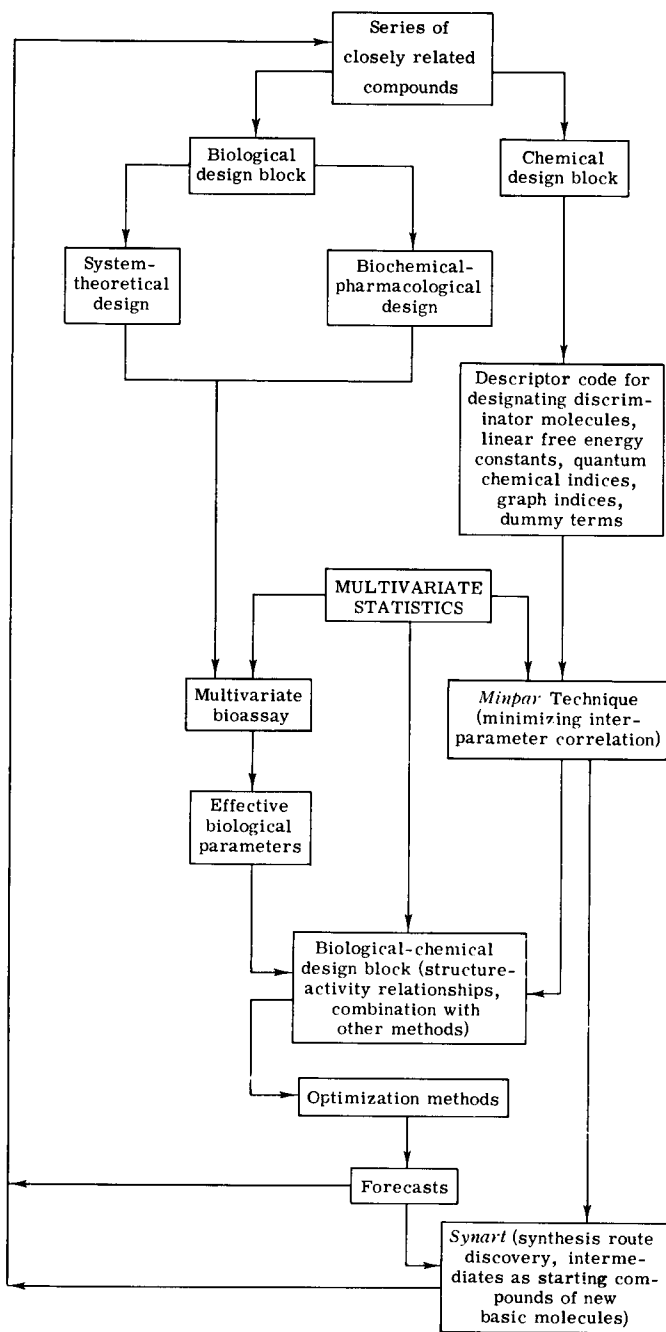 Series of
closely related
compounds
Biological
design block
Chemical
design block
System-
theoretical
design
Biochemical-
pharmacological
design
Descriptor code for
designating discrim-
inator molecules,
linear free energy
constants, quantum
chemical indices,
graph indices,
dummy terms
MULTIVARIATE
STATISTICS
Multivariate
bioassay
Minpar Technique
(minimizing inter-
parameter correlation)
Effective
biological
parameters
Biological-chemical
design block (structure-
activity relationships,
combination with
other methods)
Optimization methods
Forecasts
Synart (synthesis route
discovery, interme-
diates as starting com-
pounds of new
basic molecules)